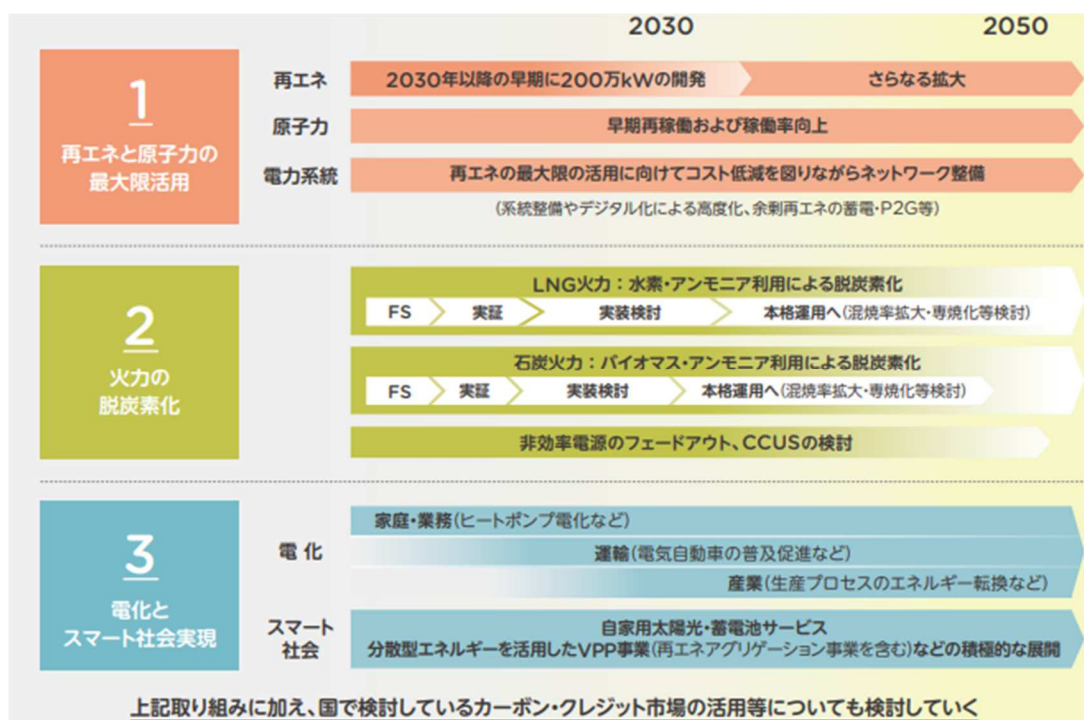 2030
2050
1
再エネと原子力の
最大限活用
再エネ
2030年以降の早期に200万kWの開発
さらなる拡大
原子力
早期再稼働および稼働率向上
電力系統
再エネの最大限の活用に向けてコスト低減を図りながらネットワーク整備
(系統整備やデジタル化による高度化、余剰再エネの蓄電・P2G等)
2
火力の
脱炭素化
LNG火力：水素・アンモニア利用による脱炭素化
FS
実証
実装検討
本格運用へ(混焼率拡大・専焼化等検討)
石炭火力：バイオマス・アンモニア利用による脱炭素化
FS
実証
実装検討
本格運用へ(混焼率拡大・専焼化等検討)
非効率電源のフェードアウト、CCUSの検討
3
電化と
スマート社会実現
電化
家庭・業務(ヒートポンプ電化など)
運輸(電気自動車の普及促進など)
産業(生産プロセスのエネルギー転換など)
スマート
社会
自家用太陽光・蓄電池サービス
分散型エネルギーを活用したVPP事業(再エネアグリゲーション事業を含む)などの積極的な展開
上記取り組みに加え、国で検討しているカーボン・クレジット市場の活用等についても検討していく